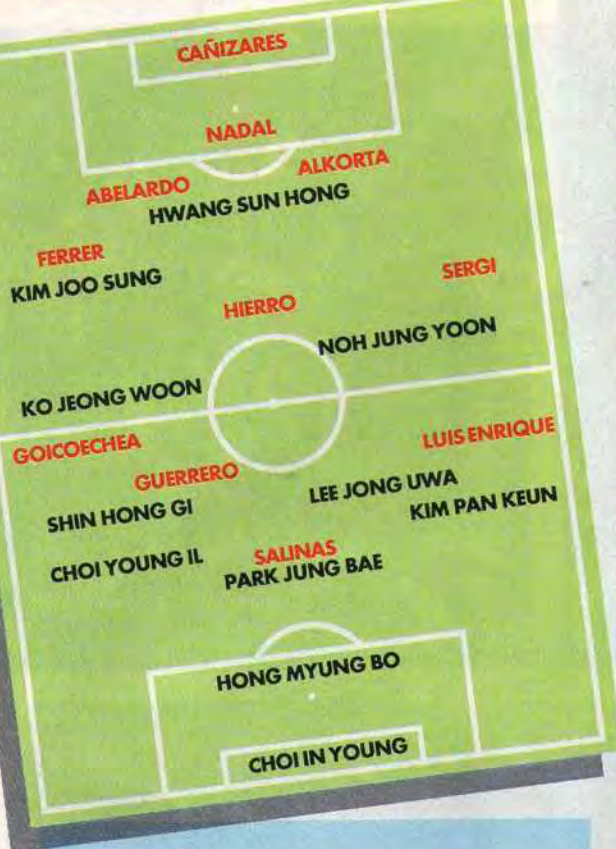 CAÑIZARES
NADAL
ABELARDO
ALKORTA
HWANG SUN HONG
FERRER
KIM JOO SUNG
SERGI
HIERRO
NOH JUNG YOON
KO JEONG WOON
GOICOECHEA
LUIS ENRIQUE
GUERRERO
SHIN HONG GI
LEE JONG UWA
KIM PAN KEUN
CHOI YOUNG IL
SALINAS
PARK JUNG BAE
HONG MYUNG BO
CHOI IN YOUNG